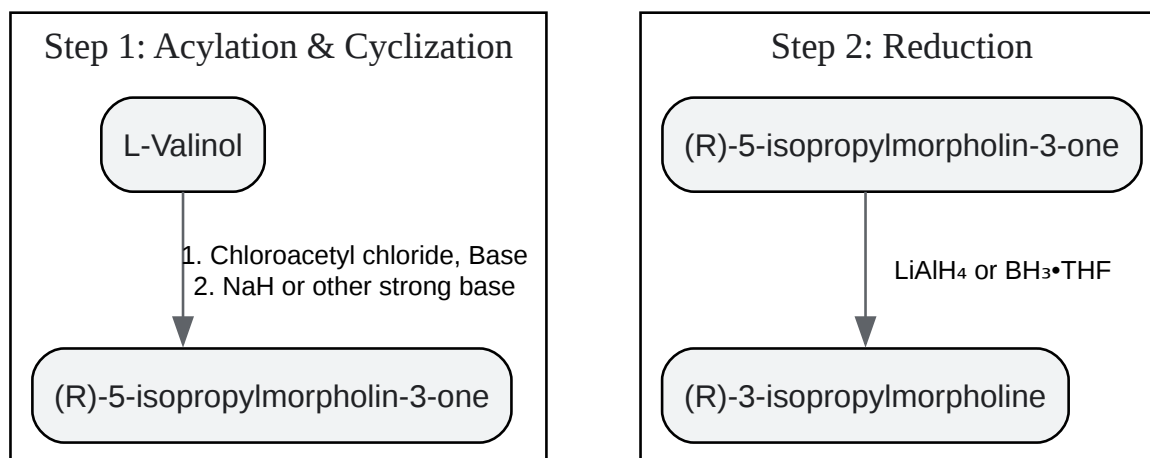 Step 1: Acylation & Cyclization
L-Valinol
1. Chloroacetyl chloride, Base
2. NaH or other strong base
(R)-5-isopropylmorpholin-3-one
Step 2: Reduction
(R)-5-isopropylmorpholin-3-one
LiAlH₄ or BH₃•THF
(R)-3-isopropylmorpholine